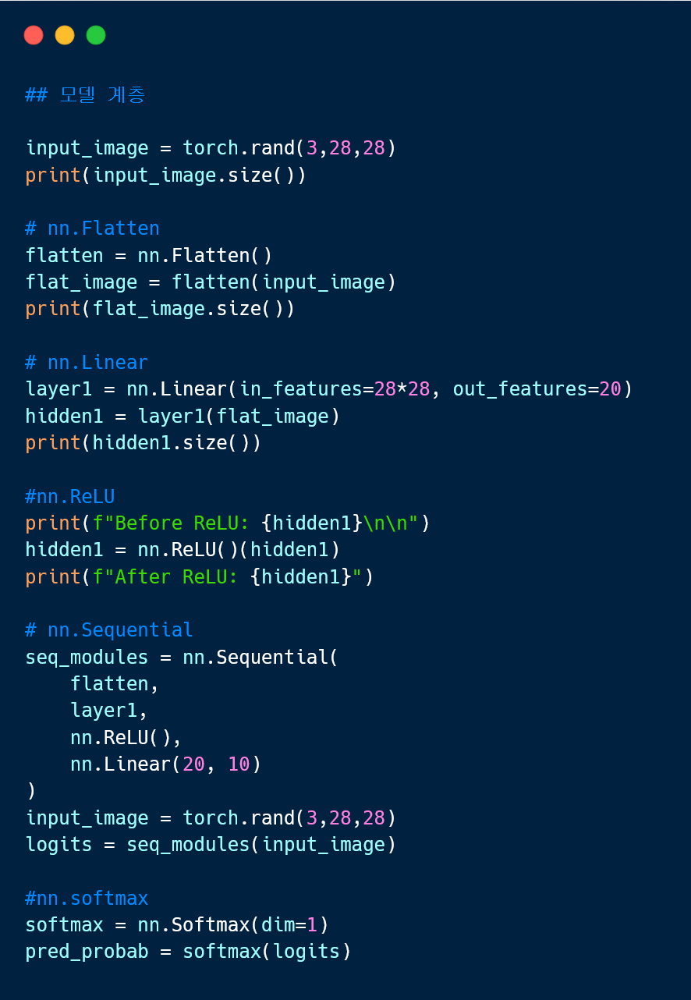 ## 모델 계층
input_image = torch.rand(3,28,28)
print(input_image.size())
# nn.Flatten
flatten = nn.Flatten()
flat_image = flatten(input_image)
print(flat_image.size())
# nn.Linear
layer1 = nn.Linear(in_features=28*28, out_features=20)
hidden1 = layer1(flat_image)
print(hidden1.size())
#nn.ReLU
print(f"Before ReLU: {hidden1}\n\n")
hidden1 = nn.ReLU()(hidden1)
print(f"After ReLU: {hidden1}")
# nn.Sequential
seq_modules = nn.Sequential(
    flatten,
    layer1,
    nn.ReLU(),
    nn.Linear(20, 10)
)
input_image = torch.rand(3,28,28)
logits = seq_modules(input_image)
#nn.softmax
softmax = nn.Softmax(dim=1)
pred_probab = softmax(logits)